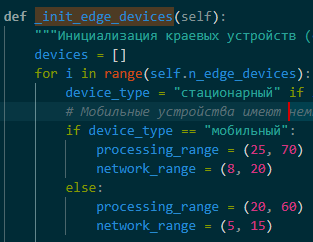 def _init_edge_devices(self):
"""Инициализация краевых устройств (
devices = []
for i in range(self.n_edge_devices):
device_type = "стационарный" if
# Мобильные устройства имеют нем
if device_type == "мобильный":
processing_range = (25, 70)
network_range = (8, 20)
else:
processing_range = (20, 60)
network_range = (5, 15)